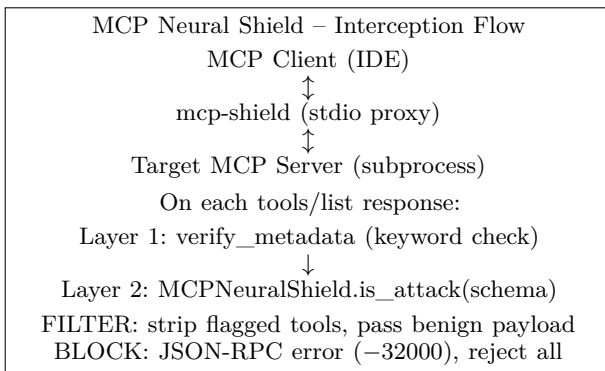 MCP Neural Shield – Interception Flow
MCP Client (IDE)
↕
mcp-shield (stdio proxy)
↕
Target MCP Server (subprocess)
On each tools/list response:
Layer 1: verify_metadata (keyword check)
↓
Layer 2: MCPNeuralShield.is_attack(schema)
FILTER: strip flagged tools, pass benign payload
BLOCK: JSON-RPC error (−32000), reject all